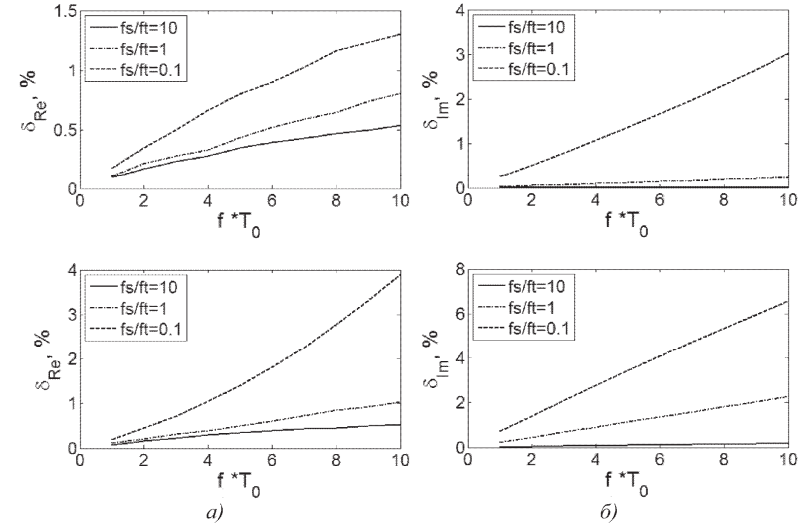 1.5
1
0.5
0
δRe, %
fs/ft=10
fs/ft=1
fs/ft=0.1
0 2 4 6 8 10
f *T0
4
3
2
1
0
δIm, %
fs/ft=10
fs/ft=1
fs/ft=0.1
0 2 4 6 8 10
f *T0
4
3
2
1
0
δRe, %
fs/ft=10
fs/ft=1
fs/ft=0.1
0 2 4 6 8 10
f *T0
а)
8
6
4
2
0
δIm, %
fs/ft=10
fs/ft=1
fs/ft=0.1
0 2 4 6 8 10
f *T0
б)